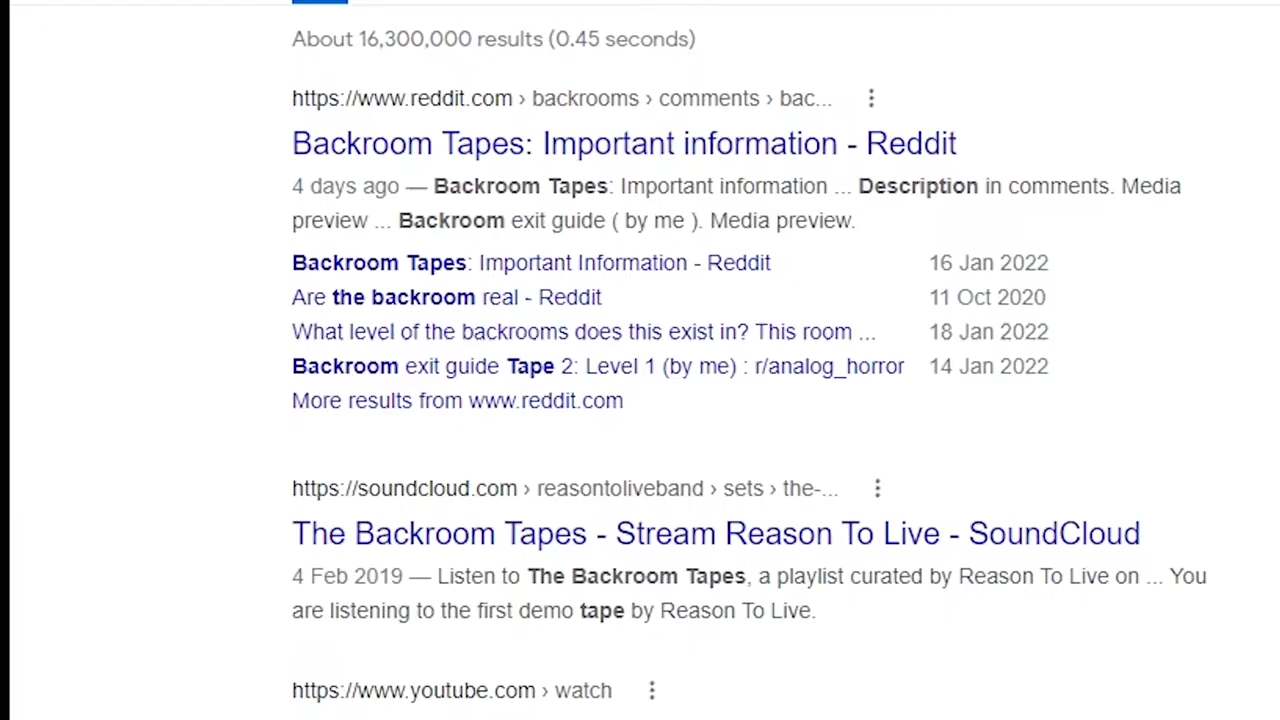 About 16,300,000 results (0.45 seconds)
https://www.reddit.com › backrooms › comments › bac...
Backroom Tapes: Important information - Reddit
4 days ago — Backroom Tapes: Important information ... Description in comments. Media
preview ... Backroom exit guide ( by me ). Media preview.
Backroom Tapes: Important Information - Reddit 16 Jan 2022
Are the backroom real - Reddit 11 Oct 2020
What level of the backrooms does this exist in? This room ... 18 Jan 2022
Backroom exit guide Tape 2: Level 1 (by me) : r/analog_horror 14 Jan 2022
More results from www.reddit.com
https://soundcloud.com › reasontoliveband › sets › the-...
The Backroom Tapes - Stream Reason To Live - SoundCloud
4 Feb 2019 — Listen to The Backroom Tapes, a playlist curated by Reason To Live on ... You
are listening to the first demo tape by Reason To Live.
https://www.youtube.com › watch